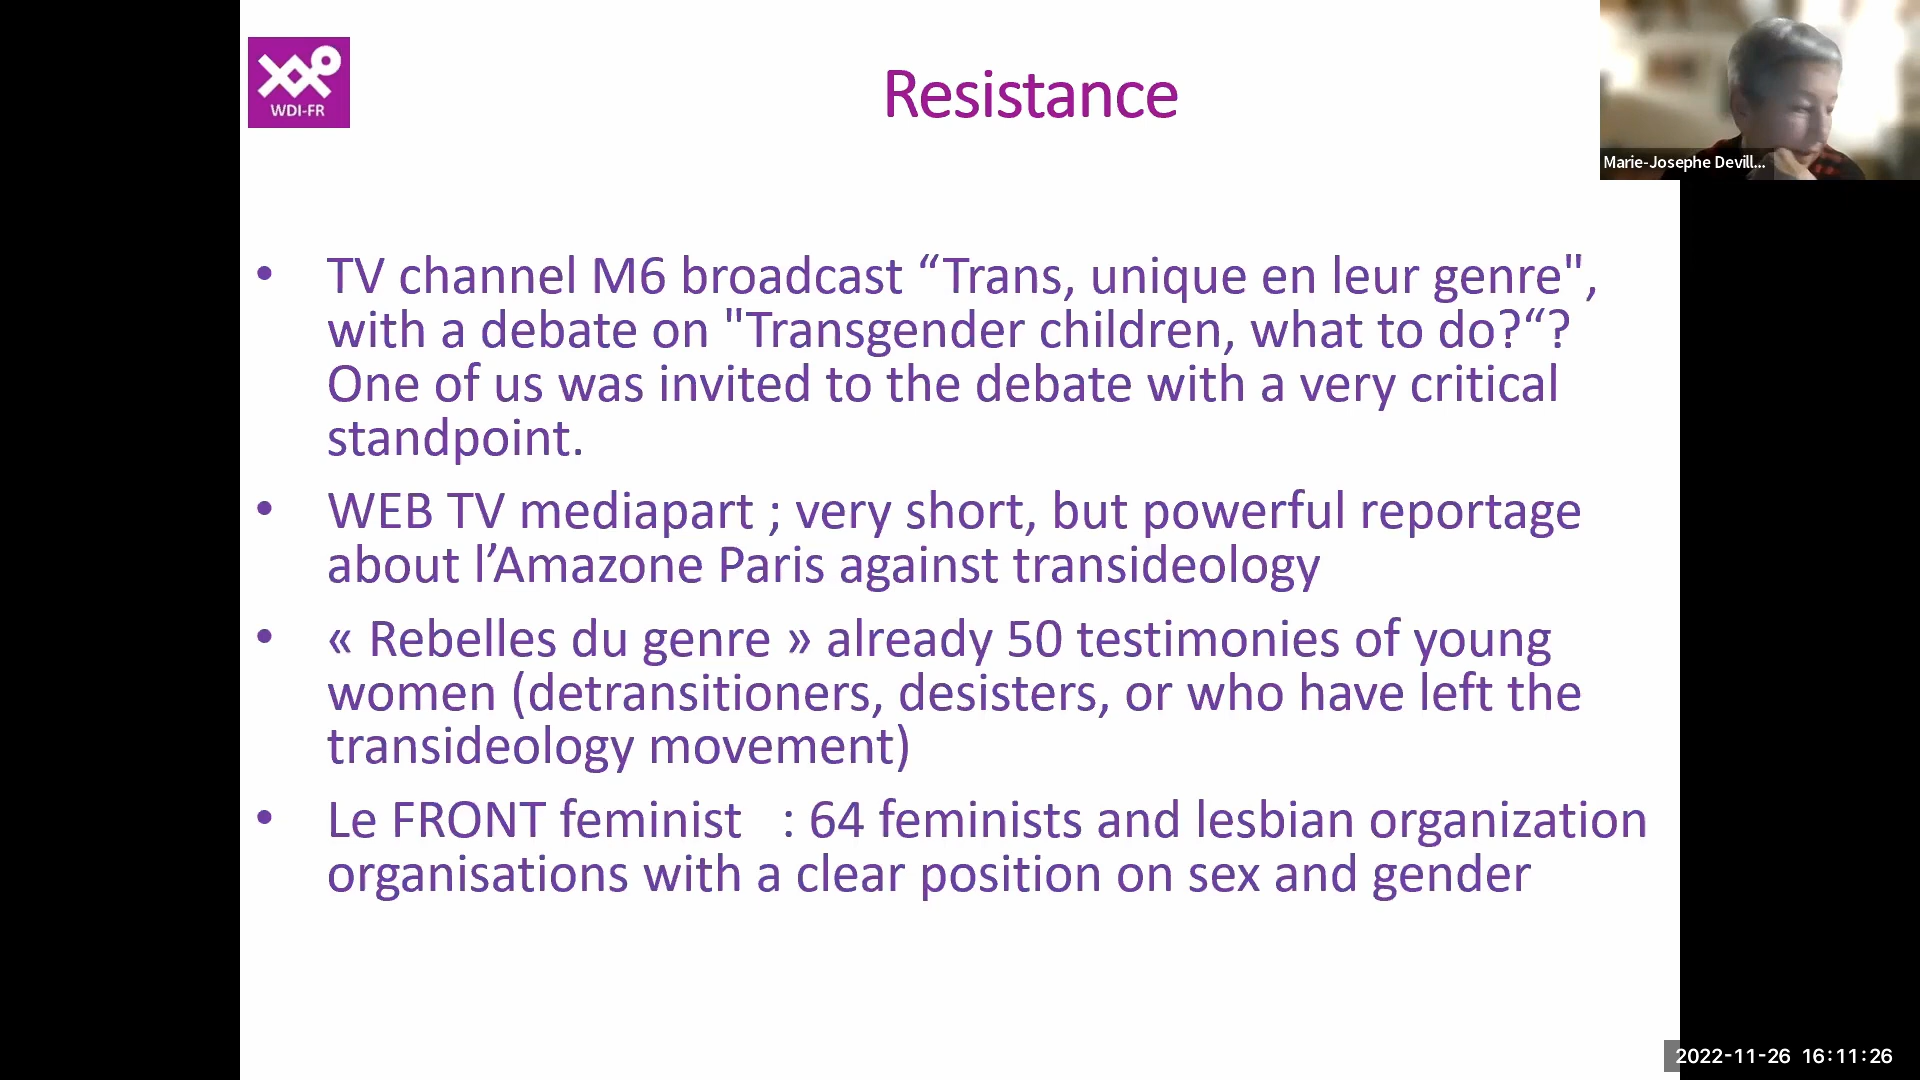 WDI-FR
Resistance
Marie-Josephe Devill...
• TV channel M6 broadcast “Trans, unique en leur genre",
with a debate on "Transgender children, what to do?“?
One of us was invited to the debate with a very critical
standpoint.
• WEB TV mediapart ; very short, but powerful reportage
about l’Amazone Paris against transideology
• « Rebelles du genre » already 50 testimonies of young
women (detransitioners, desisters, or who have left the
transideology movement)
• Le FRONT feminist : 64 feminists and lesbian organization
organisations with a clear position on sex and gender
2022-11-26 16:11:26